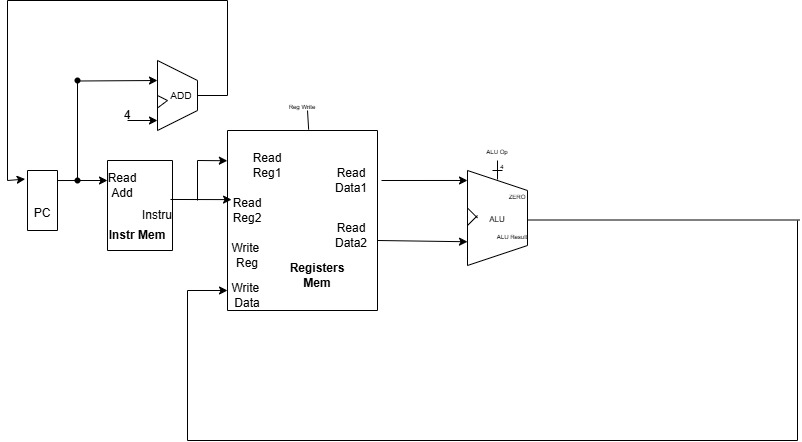 ADD
4
Reg Write
Read
Reg1
Read
Data1
ALU Op
4
Read
Add
Instru
Instr Mem
PC
Read
Reg2
Read
Data2
Write
Reg
Registers
Mem
Write
Data
ZERO
ALU
ALU Result